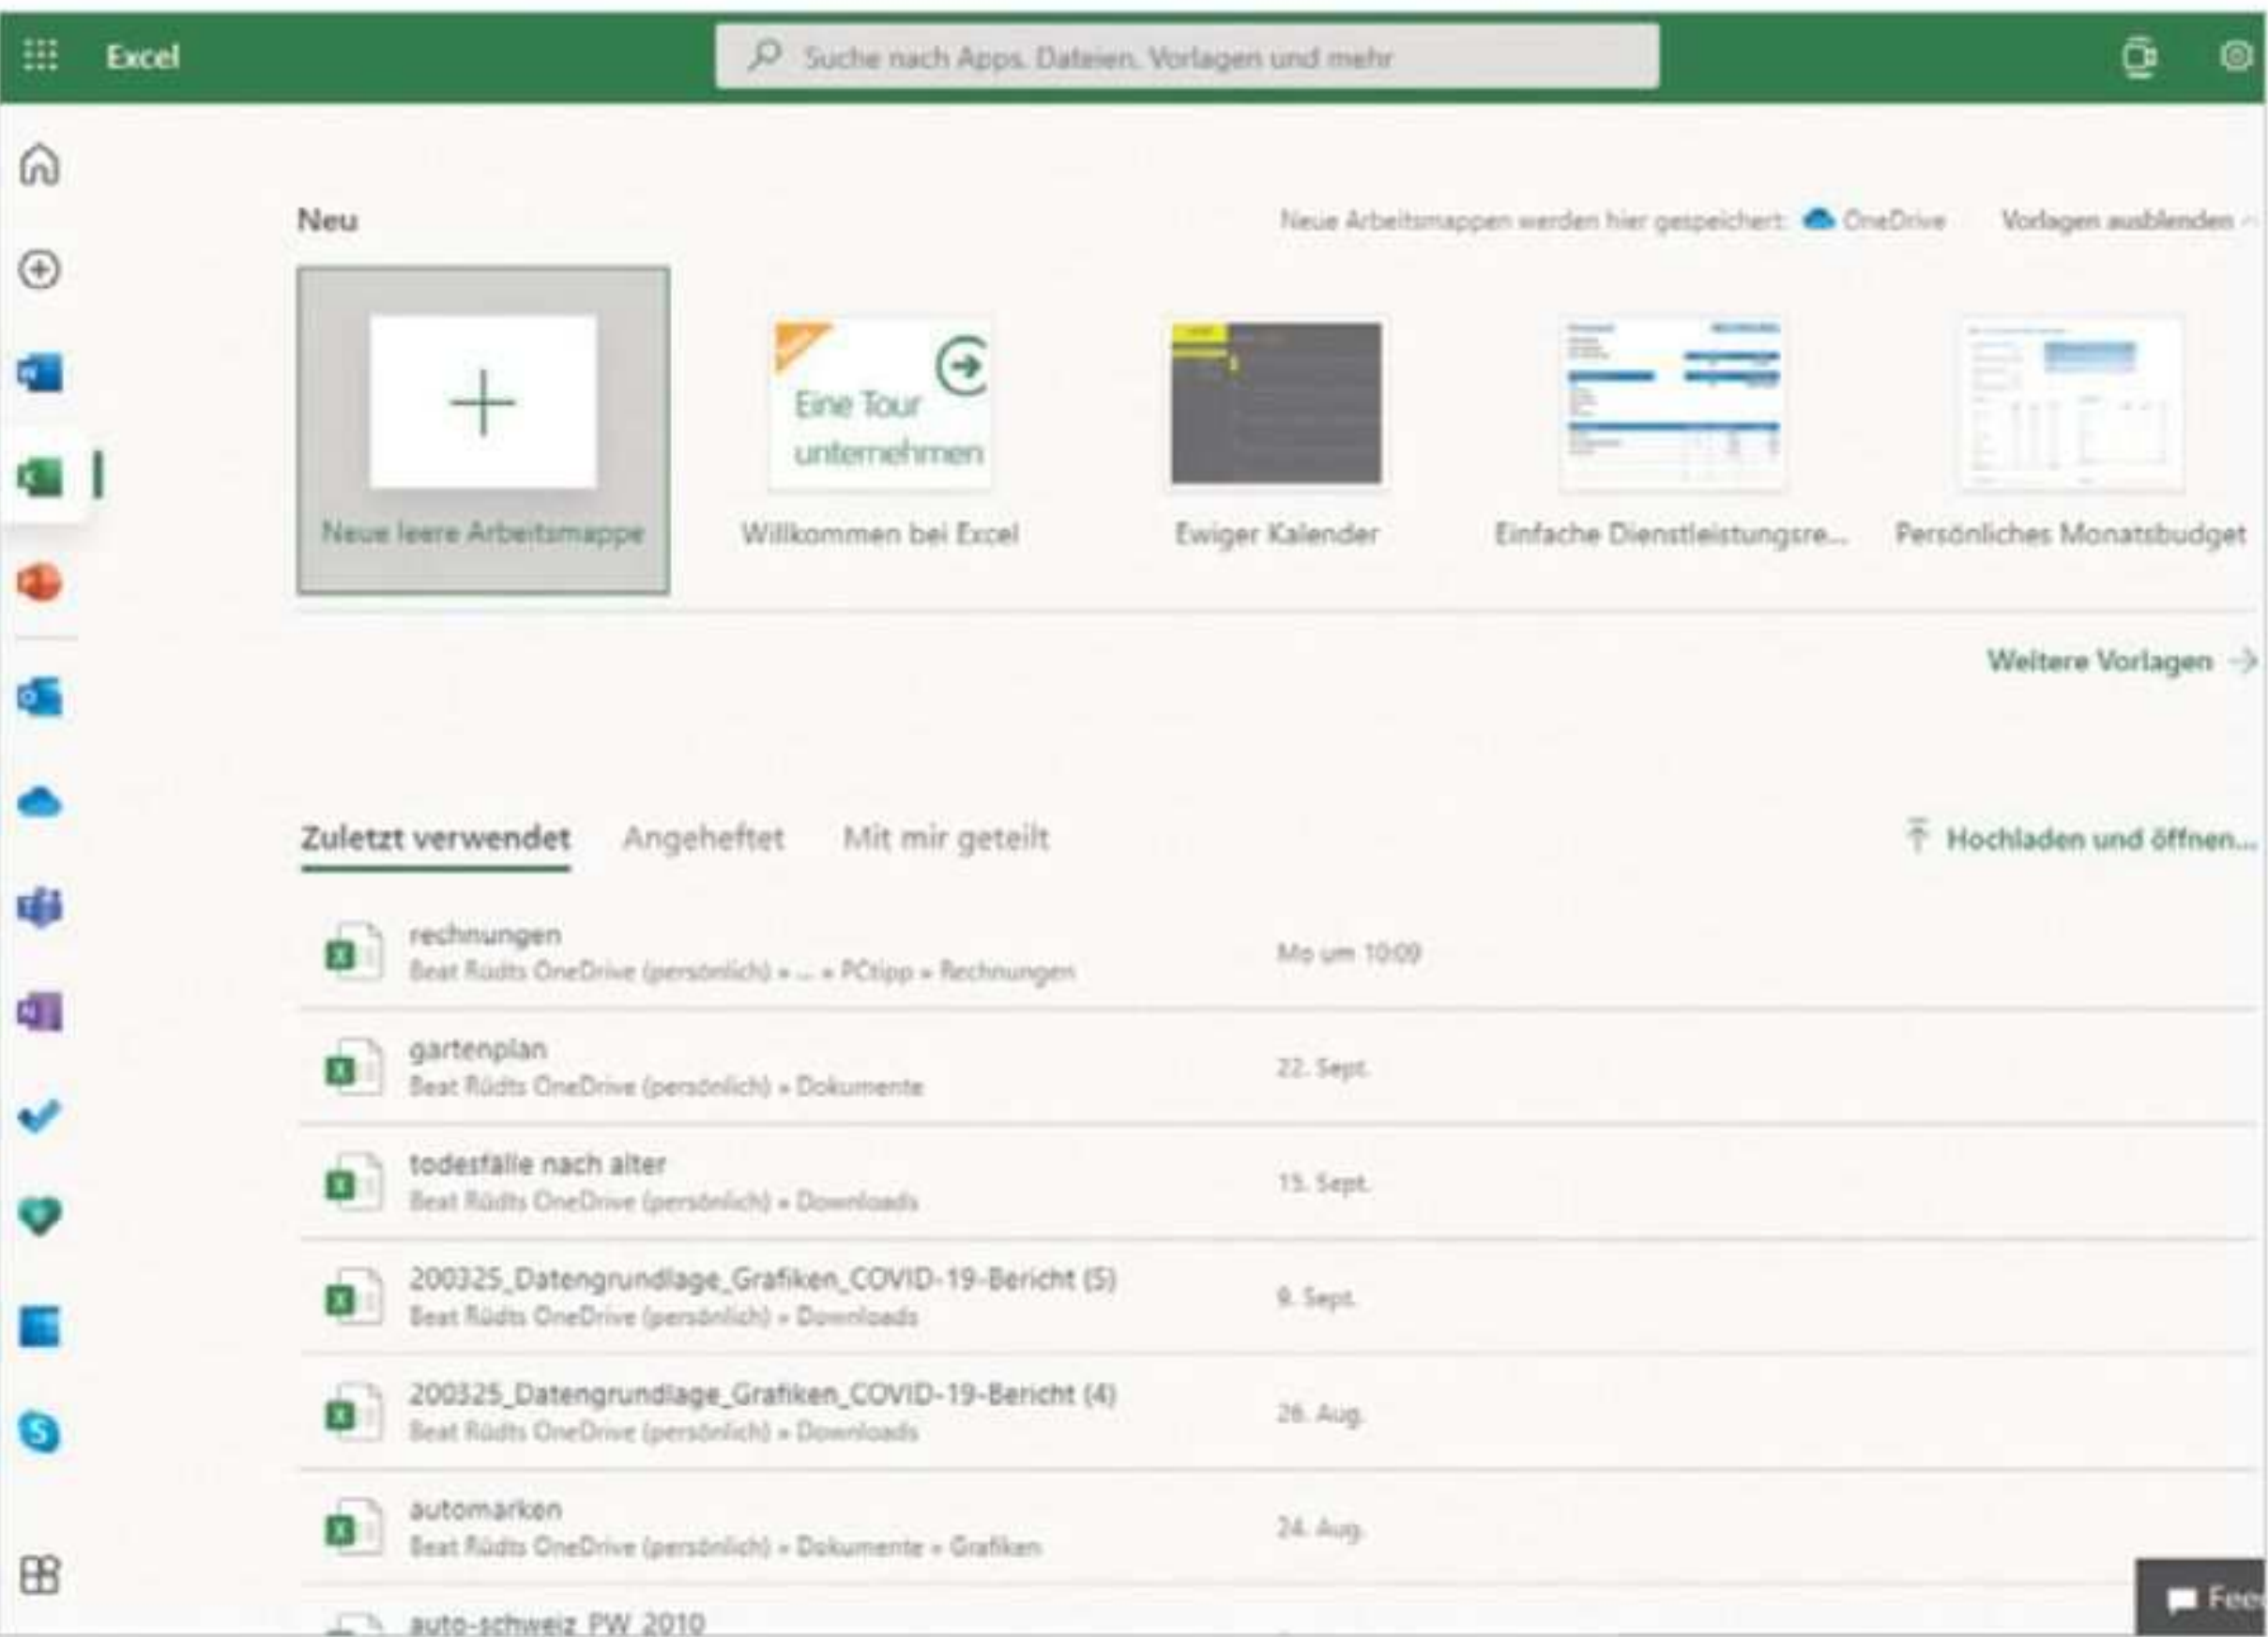 Excel
Suche nach Apps, Dateien, Vorlagen und mehr
Neu
Neue Arbeitsmappen werden hier gespeichert: OneDrive
Vorlagen ausblenden
Eine Tour
unternehmen
Neue leere Arbeitsmappe
Willkommen bei Excel
Ewiger Kalender
Einfache Dienstleistungsre...
Persönliches Monatsbudget
Weitere Vorlagen
Zuletzt verwendet
Angeheftet
Mit mir geteilt
Hochladen und öffnen...
rechnungen
Beat Rüdts OneDrive (persönlich) » ... » PCtipp » Rechnungen
Mo um 10:09
gartenplan
Beat Rüdts OneDrive (persönlich) » Dokumente
22. Sept.
todesfälle nach alter
Beat Rüdts OneDrive (persönlich) » Downloads
15. Sept.
200325_Datengrundlage_Grafiken_COVID-19-Bericht (5)
Beat Rüdts OneDrive (persönlich) » Downloads
9. Sept.
200325_Datengrundlage_Grafiken_COVID-19-Bericht (4)
Beat Rüdts OneDrive (persönlich) » Downloads
26. Aug.
automarken
Beat Rüdts OneDrive (persönlich) » Dokumente » Grafiken
24. Aug.
auto-schweiz_PW_2010